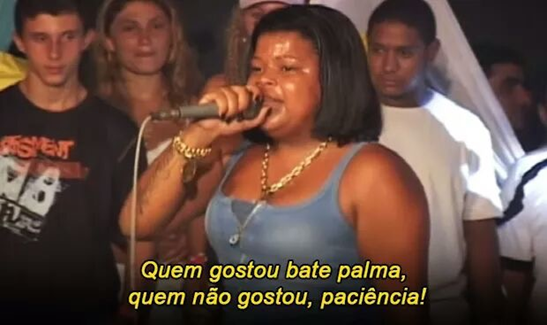 Quem gostou bate palma,
quem não gostou, paciência!